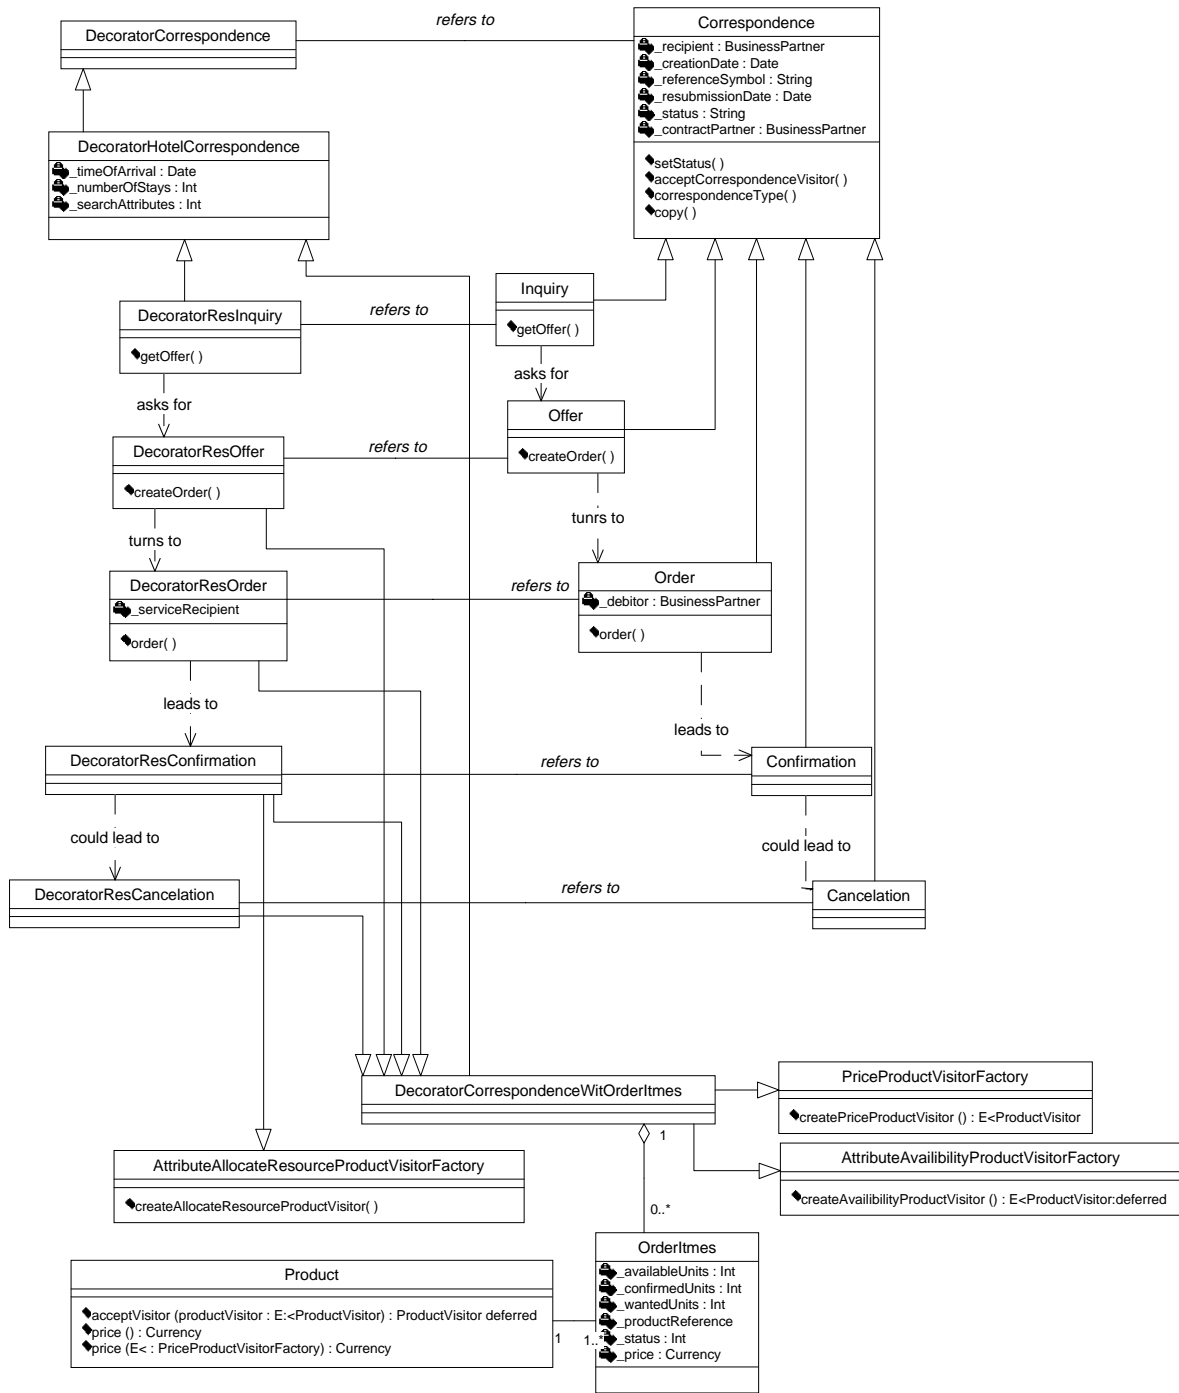 refers to
DecoratorCorrespondence
Correspondence
_recipient : BusinessPartner
_creationDate : Date
_referenceSymbol : String
_resubmissionDate : Date
_status : String
_contractPartner : BusinessPartner
setStatus( )
acceptCorrespondenceVisitor( )
correspondenceType( )
copy( )
DecoratorHotelCorrespondence
_timeOfArrival : Date
_numberOfStays : Int
_searchAttributes : Int
Inquiry
getOffer( )
refers to
DecoratorResInquiry
getOffer( )
asks for
asks for
Offer
createOrder( )
refers to
DecoratorResOffer
createOrder( )
turns to
tunrs to
DecoratorResOrder
_serviceRecipient
order( )
refers to
Order
_debitor : BusinessPartner
order( )
leads to
leads to
DecoratorResConfirmation
refers to
Confirmation
could lead to
could lead to
DecoratorResCancelation
refers to
Cancelation
DecoratorCorrespondenceWitOrderItmes
PriceProductVisitorFactory
createPriceProductVisitor () : E<ProductVisitor
1
AttributeAllocateResourceProductVisitorFactory
createAllocateResourceProductVisitor( )
AttributeAvailibilityProductVisitorFactory
createAvailibilityProductVisitor () : E<ProductVisitor:deferred
0..*
OrderItmes
_availableUnits : Int
_confirmedUnits : Int
_wantedUnits : Int
_productReference
_status : Int
_price : Currency
Product
acceptVisitor (productVisitor : E:<ProductVisitor) : ProductVisitor deferred
price () : Currency
price (E< : PriceProductVisitorFactory) : Currency
1
1..*